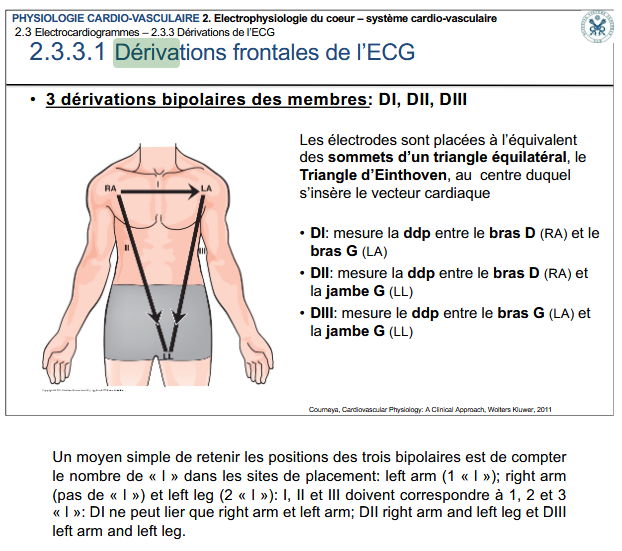 PHYSIOLOGIE CARDIO-VASCULAIRE 2. Electrophysiologie du coeur – système cardio-vasculaire
2.3 Electrocardiogrammes – 2.3.3 Dérivations de l'ECG
2.3.3.1 Dérivations frontales de l'ECG
• 3 dérivations bipolaires des membres: DI, DII, DIII
Les électrodes sont placées à l'équivalent
des sommets d'un triangle équilatéral, le
Triangle d'Einthoven, au centre duquel
s'insère le vecteur cardiaque
RA
I
LA
II
III
LL
• DI: mesure la ddp entre le bras D (RA) et le
bras G (LA)
• DII: mesure la ddp entre le bras D (RA) et
la jambe G (LL)
• DIII: mesure le ddp entre le bras G (LA) et
la jambe G (LL)
Courneya, Cardiovascular Physiology: A Clinical Approach, Wolters Kluwer, 2011
Un moyen simple de retenir les positions des trois bipolaires est de compter
le nombre de « l » dans les sites de placement: left arm (1 « l »); right arm
(pas de « l ») et left leg (2 « l »): I, II et III doivent correspondre à 1, 2 et 3
« l »: DI ne peut lier que right arm et left arm; DII right arm and left leg et DIII
left arm and left leg.